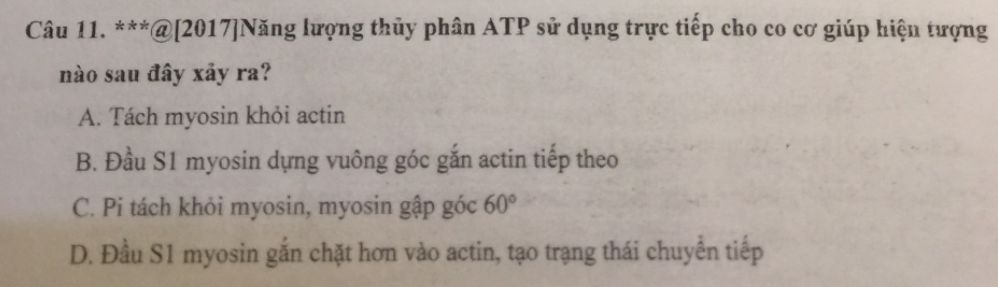 Câu 11. ***@[2017]Năng lượng thủy phân ATP sử dụng trực tiếp cho co cơ giúp hiện tượng
nào sau đây xảy ra?
A. Tách myosin khỏi actin
B. Đầu S1 myosin dựng vuông góc gắn actin tiếp theo
C. Pi tách khỏi myosin, myosin gập góc 60°
D. Đầu S1 myosin gắn chặt hơn vào actin, tạo trạng thái chuyển tiếp